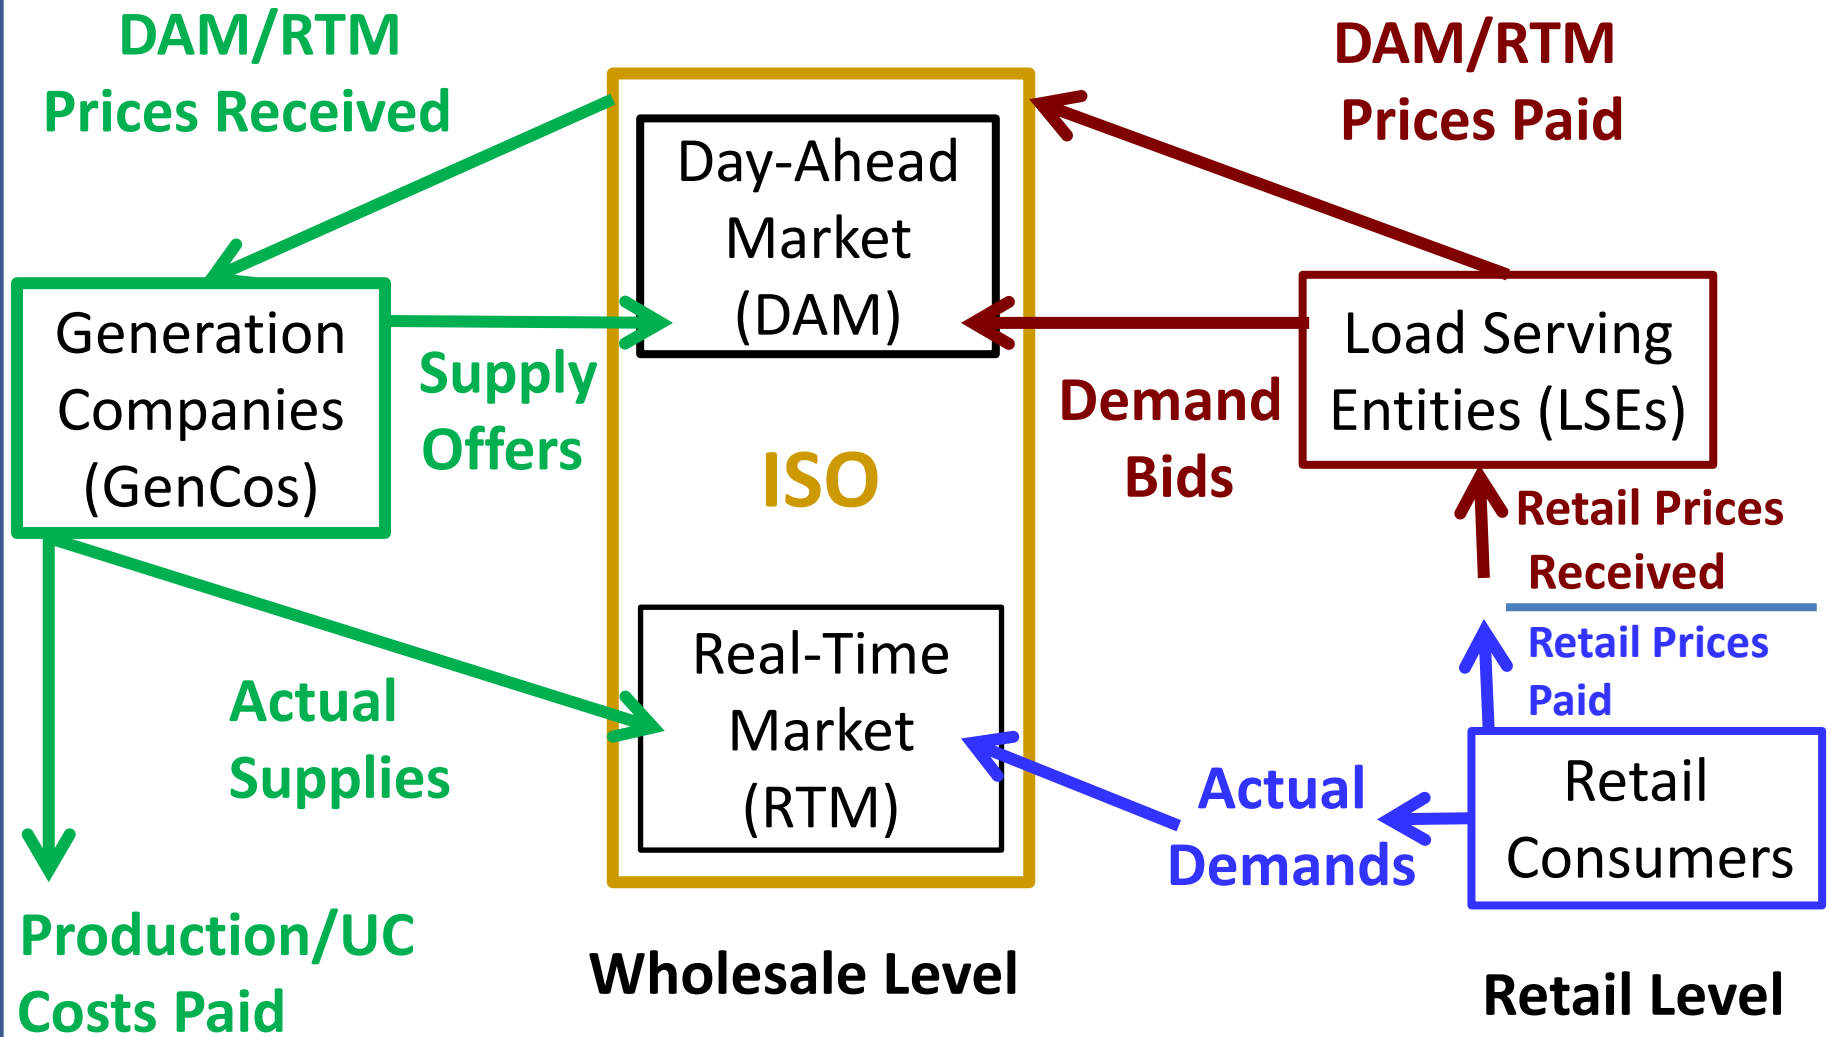 DAM/RTM
Prices Received
DAM/RTM
Prices Paid
Day-Ahead
Market
(DAM)
Generation
Companies
(GenCos)
Supply
Offers
ISO
Demand
Bids
Load Serving
Entities (LSEs)
Retail Prices
Received
Retail Prices
Paid
Real-Time
Market
(RTM)
Actual
Supplies
Actual
Demands
Retail
Consumers
Production/UC
Costs Paid
Wholesale Level
Retail Level